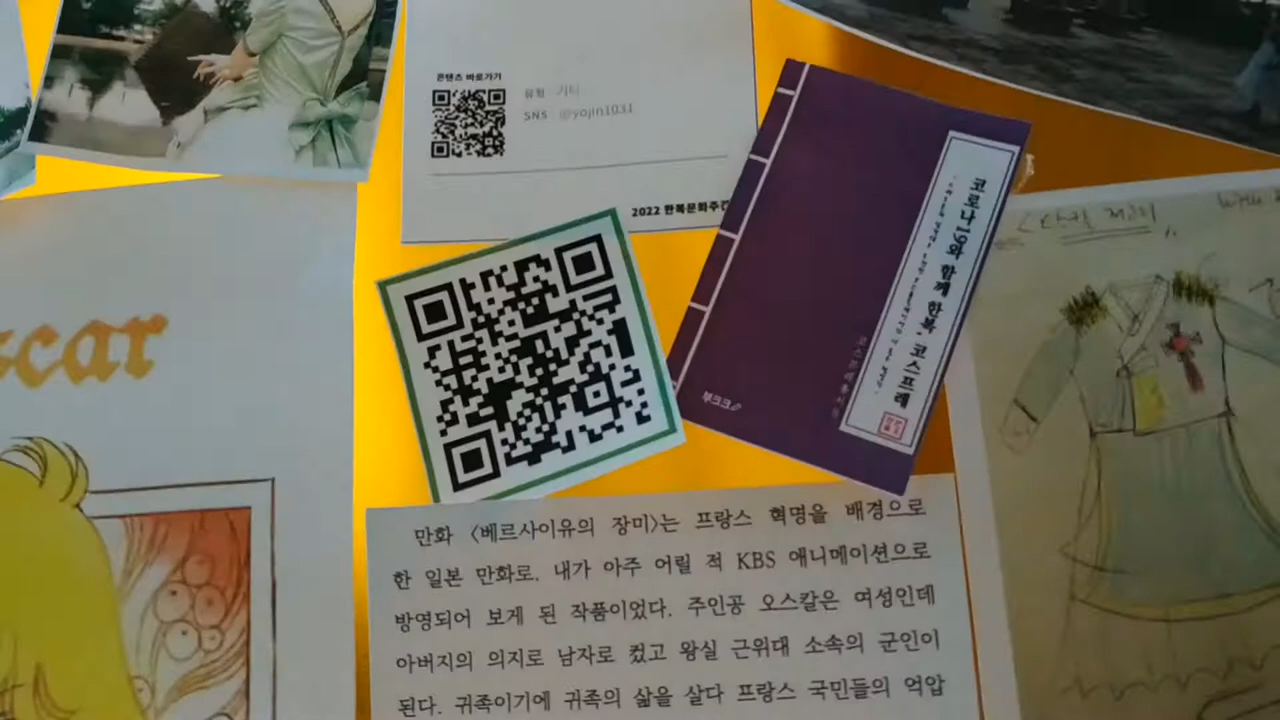 콘텐츠 바로가기
유형 기타
SNS @yojin1031
2022 한복문화주간
코로나19와 함께 한복, 코스프레
부크크
scar
만화 〈베르사이유의 장미〉는 프랑스 혁명을 배경으로
한 일본 만화로, 내가 아주 어릴 적 KBS 애니메이션으로
방영되어 보게 된 작품이었다. 주인공 오스칼은 여성인데
아버지의 의지로 남자로 컸고 왕실 근위대 소속의 군인이
된다. 귀족이기에 귀족의 삶을 살다 프랑스 국민들의 억압